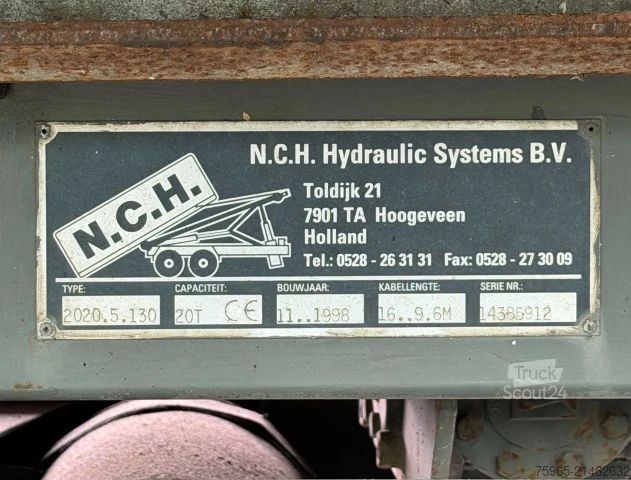 N.C.H. Hydraulic Systems B.V.
N.C.H.
Toldijk 21
7901 TA Hoogeveen
Holland
Tel.: 0528 - 26 31 31 Fax: 0528 - 27 30 09
TYPE: CAPACITEIT: BOUWJAAR: KABELLENGTE: SERIE NR.:
2020.5.130 20T CE 11..1998 16..9.6M 14385912
Truck
Scout24
75965-21462632